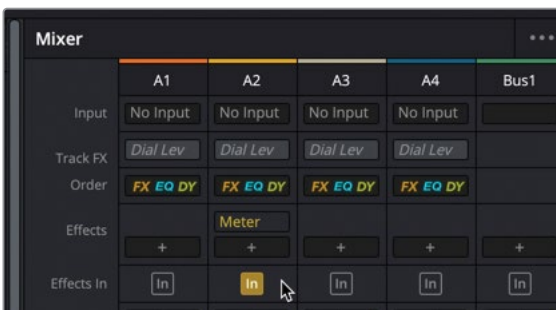 Mixer •••
A1 A2 A3 A4 Bus1
Input No Input No Input No Input No Input
Track FX Dial Lev Dial Lev Dial Lev Dial Lev
Order FX EQ DY FX EQ DY FX EQ DY FX EQ DY
Meter
Effects
+ + + + +
Effects In In In In In In